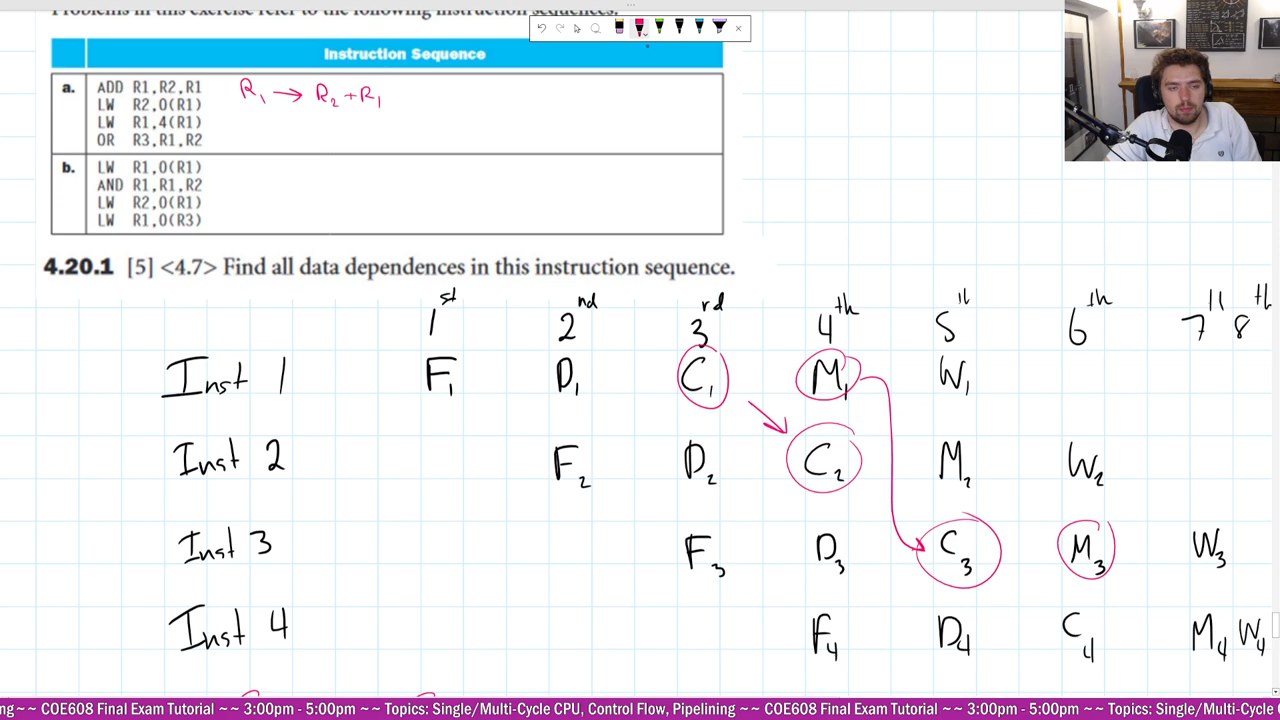 Problems in this exercise refer to the following instruction sequences:
Instruction Sequence
a. ADD R1,R2,R1 R1 → R2 + R1
LW R2,0(R1)
LW R1,4(R1)
OR R3,R1,R2
b. LW R1,0(R1)
AND R1,R1,R2
LW R2,0(R1)
LW R1,0(R3)
4.20.1 [5] <4.7> Find all data dependences in this instruction sequence.
1st 2nd 3rd 4th 5th 6th 7th 8th
Inst 1 F1 D1 C1 M1 W1
Inst 2 F2 D2 C2 M2 W2
Inst 3 F3 D3 C3 M3 W3
Inst 4 F4 D4 C4 M4 W4
ing ~~ COE608 Final Exam Tutorial ~~ 3:00pm - 5:00pm ~~ Topics: Single/Multi-Cycle CPU, Control Flow, Pipelining ~~ COE608 Final Exam Tutorial ~~ 3:00pm - 5:00pm ~~ Topics: Single/Multi-C